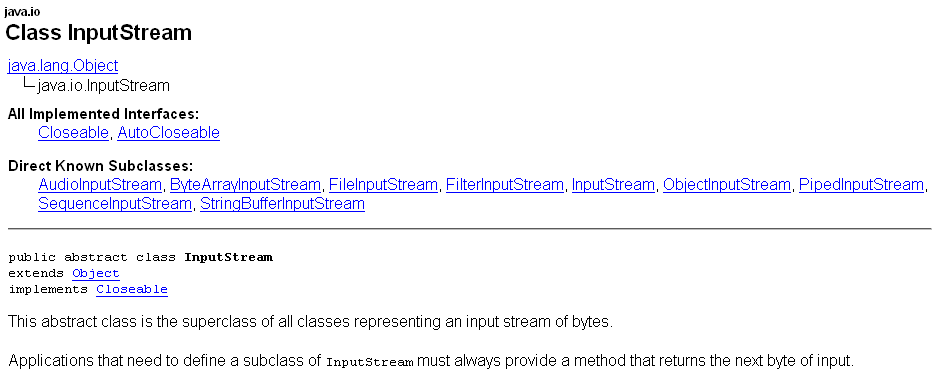 java.io
Class InputStream
java.lang.Object
java.io.InputStream
All Implemented Interfaces:
Closeable, AutoCloseable
Direct Known Subclasses:
AudioInputStream, ByteArrayInputStream, FileInputStream, FilterInputStream, InputStream, ObjectInputStream, PipedInputStream,
SequenceInputStream, StringBufferInputStream
public abstract class InputStream
extends Object
implements Closeable
This abstract class is the superclass of all classes representing an input stream of bytes.
Applications that need to define a subclass of InputStream must always provide a method that returns the next byte of input.